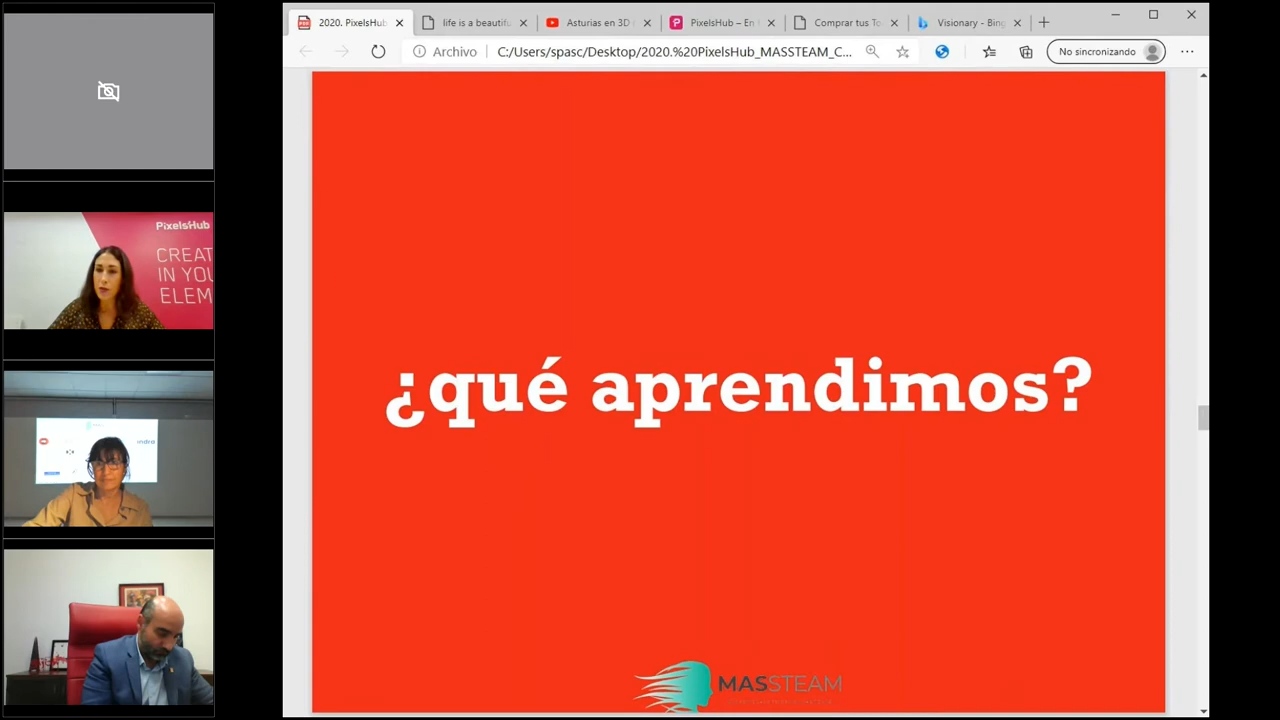 2020. PixelsHub
life is a beautifu
Asturias en 3D
PixelsHub – En
Comprar tus To
Visionary - Bing
Archivo
C:/Users/spasc/Desktop/2020.%20PixelsHub_MASSTEAM_C...
No sincronizando
PixelsHub
CREAT
IN YOU
ELEM
indra
¿qué aprendimos?
MASSTEAM